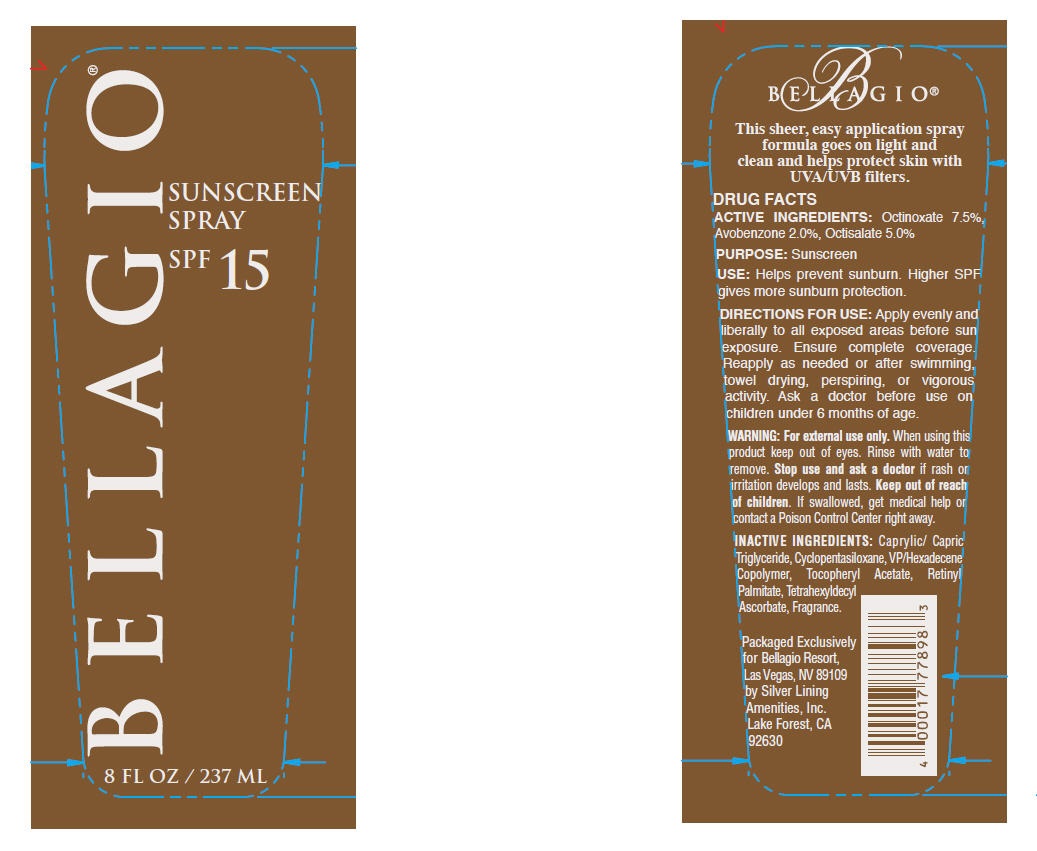 BELLAGIO®
SUNSCREEN
SPRAY
SPF 15
8 FL OZ / 237 ML
B
BELLAGIO®
This sheer, easy application spray
formula goes on light and
clean and helps protect skin with
UVA/UVB filters.
DRUG FACTS
ACTIVE INGREDIENTS: Octinoxate 7.5%,
Avobenzone 2.0%, Octisalate 5.0%
PURPOSE: Sunscreen
USE: Helps prevent sunburn. Higher SPF
gives more sunburn protection.
DIRECTIONS FOR USE: Apply evenly and
liberally to all exposed areas before sun
exposure. Ensure complete coverage.
Reapply as needed or after swimming,
towel drying, perspiring, or vigorous
activity. Ask a doctor before use on
children under 6 months of age.
WARNING: For external use only. When using this
product keep out of eyes. Rinse with water to
remove. Stop use and ask a doctor if rash or
irritation develops and lasts. Keep out of reach
of children. If swallowed, get medical help or
contact a Poison Control Center right away.
INACTIVE INGREDIENTS: Caprylic/ Capric
Triglyceride, Cyclopentasiloxane, VP/Hexadecene
Copolymer, Tocopheryl Acetate, Retinyl
Palmitate, Tetrahexyldecyl
Ascorbate, Fragrance.
Packaged Exclusively
for Bellagio Resort,
Las Vegas, NV 89109
by Silver Lining
Amenities, Inc.
Lake Forest, CA
92630
4 00017 77898 3